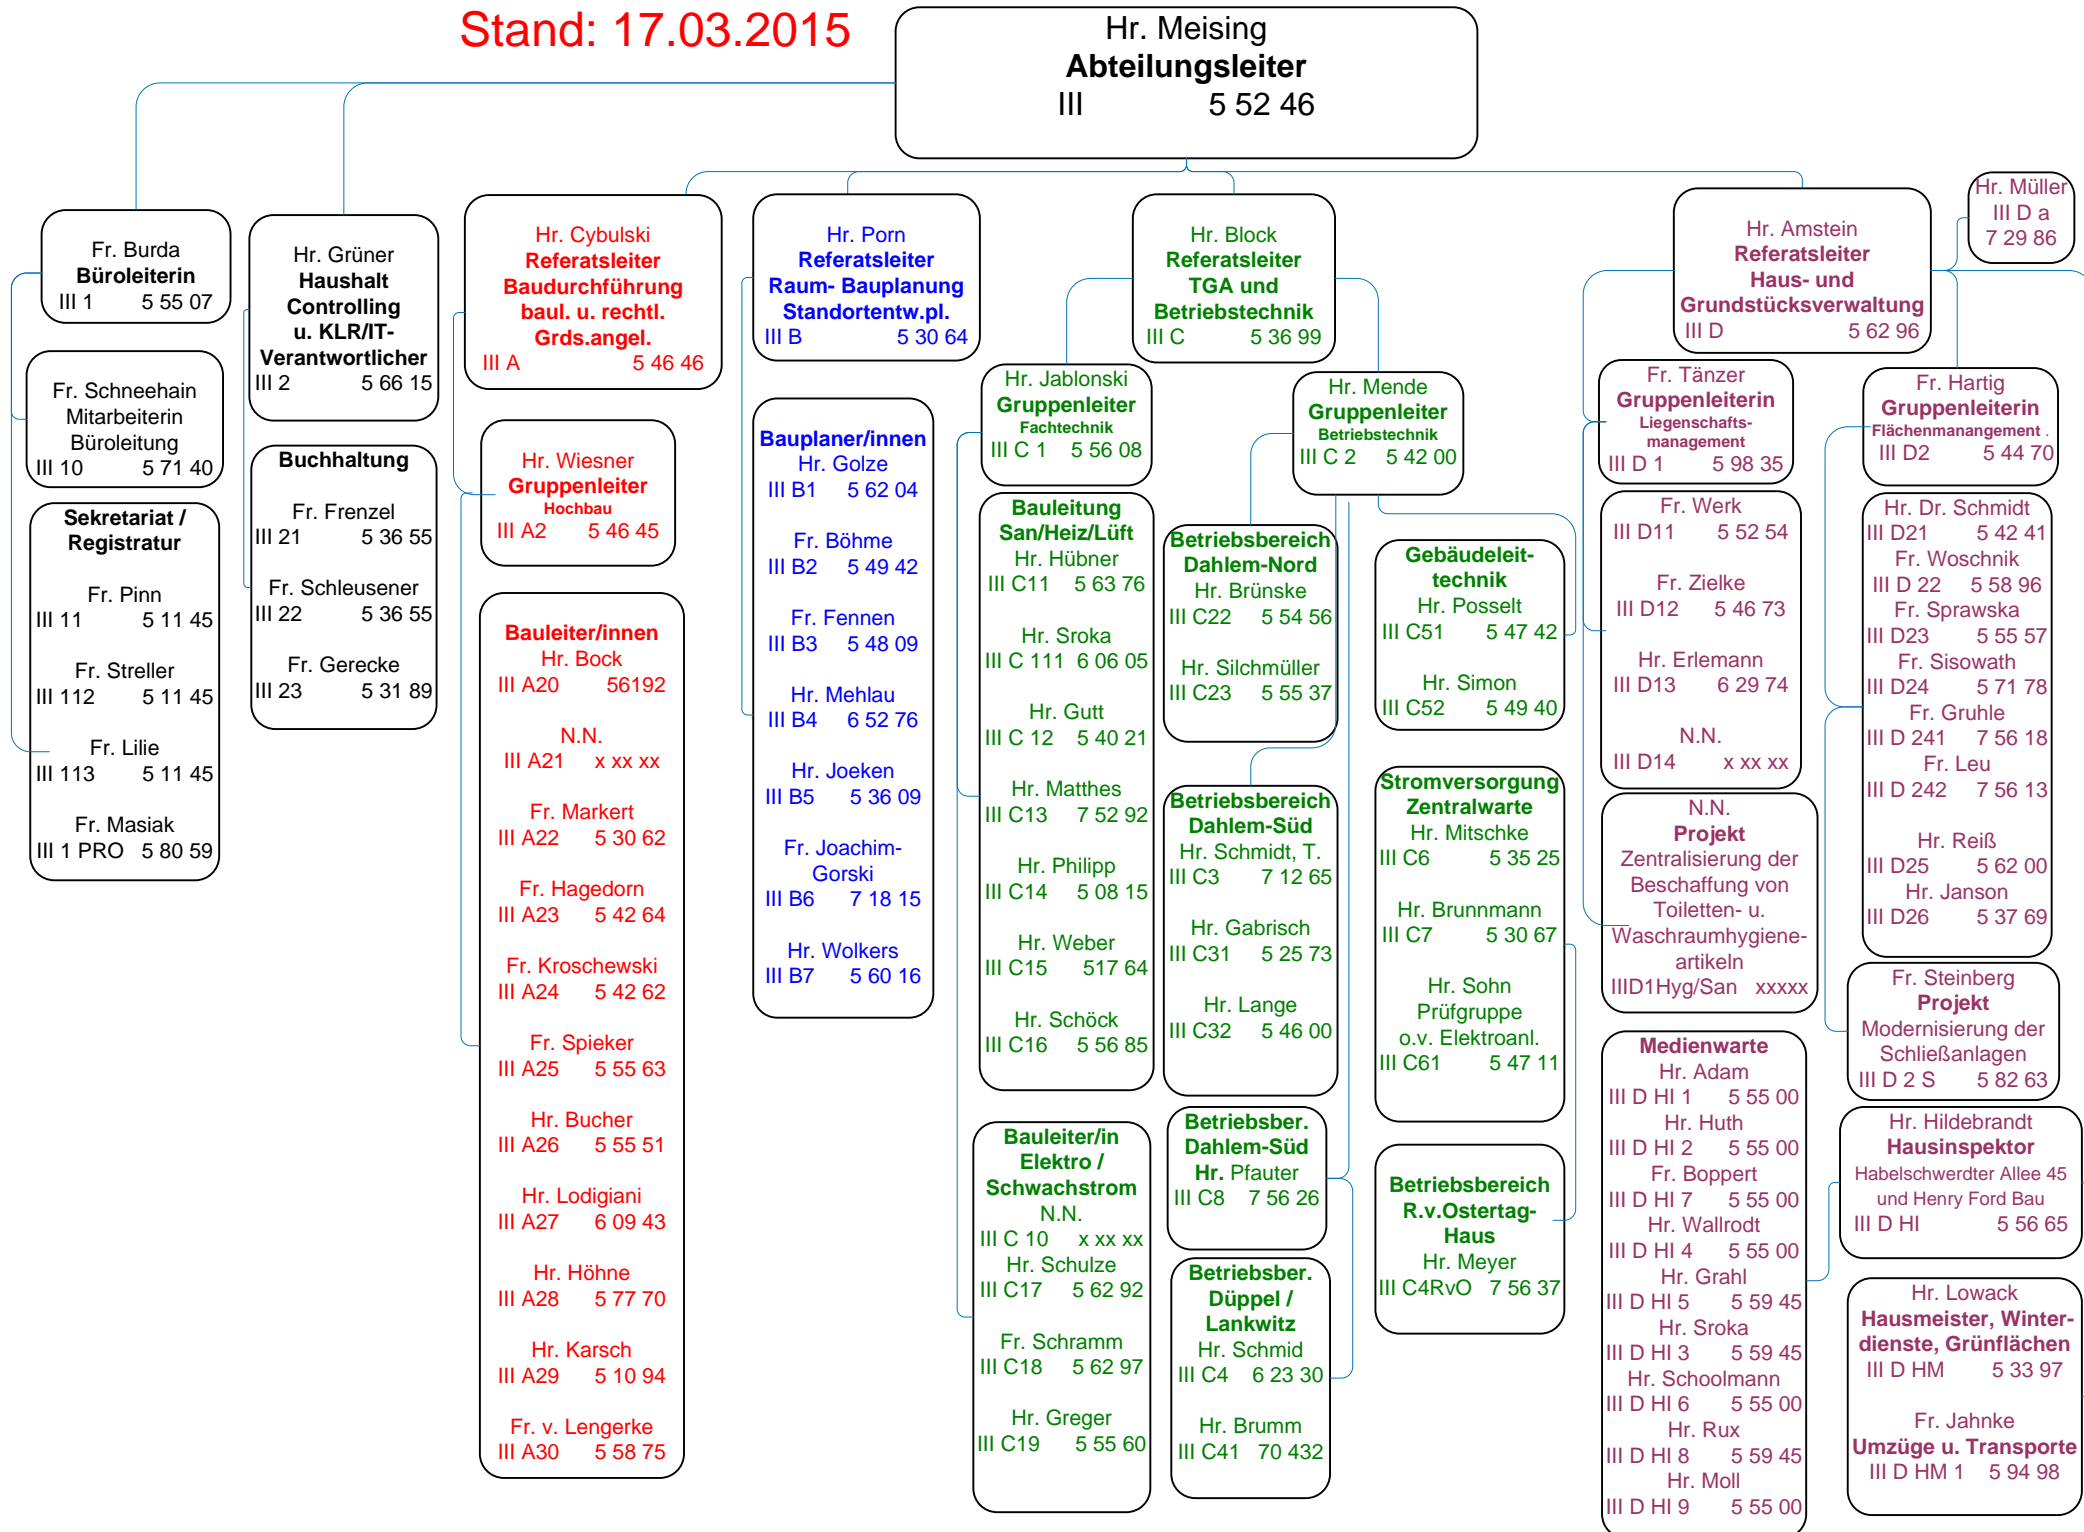 Stand: 17.03.2015
Hr. Meising
Abteilungsleiter
III 5 52 46
Fr. Burda
Büroleiterin
III 1 5 55 07
Fr. Schneehain
Mitarbeiterin
Büroleitung
III 10 5 71 40
Sekretariat /
Registratur
Fr. Pinn
III 11 5 11 45
Fr. Streller
III 112 5 11 45
Fr. Lilie
III 113 5 11 45
Fr. Masiak
III 1 PRO 5 80 59
Hr. Grüner
Haushalt
Controlling
u. KLR/IT-
Verantwortlicher
III 2 5 66 15
Buchhaltung
Fr. Frenzel
III 21 5 36 55
Fr. Schleusener
III 22 5 36 55
Fr. Gerecke
III 23 5 31 89
Hr. Cybulski
Referatsleiter
Baudurchführung
baul. u. rechtl.
Grds.angel.
III A 5 46 46
Hr. Wiesner
Gruppenleiter
Hochbau
III A2 5 46 45
Bauleiter/innen
Hr. Bock
III A20 56192
N.N.
III A21 x xx xx
Fr. Markert
III A22 5 30 62
Fr. Hagedorn
III A23 5 42 64
Fr. Kroschewski
III A24 5 42 62
Fr. Spieker
III A25 5 55 63
Hr. Bucher
III A26 5 55 51
Hr. Lodigiani
III A27 6 09 43
Hr. Höhne
III A28 5 77 70
Hr. Karsch
III A29 5 10 94
Fr. v. Lengerke
III A30 5 58 75
Hr. Porn
Referatsleiter
Raum- Bauplanung
Standortentw.pl.
III B 5 30 64
Bauplaner/innen
Hr. Golze
III B1 5 62 04
Fr. Böhme
III B2 5 49 42
Fr. Fennen
III B3 5 48 09
Hr. Mehlau
III B4 6 52 76
Hr. Joeken
III B5 5 36 09
Fr. Joachim-
Gorski
III B6 7 18 15
Hr. Wolkers
III B7 5 60 16
Hr. Block
Referatsleiter
TGA und
Betriebstechnik
III C 5 36 99
Hr. Jablonski
Gruppenleiter
Fachtechnik
III C 1 5 56 08
Bauleitung
San/Heiz/Lüft
Hr. Hübner
III C11 5 63 76
Hr. Sroka
III C 111 6 06 05
Hr. Gutt
III C 12 5 40 21
Hr. Matthes
III C13 7 52 92
Hr. Philipp
III C14 5 08 15
Hr. Weber
III C15 517 64
Hr. Schöck
III C16 5 56 85
Bauleiter/in
Elektro /
Schwachstrom
N.N.
III C 10 x xx xx
Hr. Schulze
III C17 5 62 92
Fr. Schramm
III C18 5 62 97
Hr. Greger
III C19 5 55 60
Hr. Mende
Gruppenleiter
Betriebstechnik
III C 2 5 42 00
Betriebsbereich
Dahlem-Nord
Hr. Brünske
III C22 5 54 56
Hr. Silchmüller
III C23 5 55 37
Betriebsbereich
Dahlem-Süd
Hr. Schmidt, T.
III C3 7 12 65
Hr. Gabrisch
III C31 5 25 73
Hr. Lange
III C32 5 46 00
Betriebsber.
Dahlem-Süd
Hr. Pfauter
III C8 7 56 26
Betriebsber.
Düppel /
Lankwitz
Hr. Schmid
III C4 6 23 30
Hr. Brumm
III C41 70 432
Gebäudeleit-
technik
Hr. Posselt
III C51 5 47 42
Hr. Simon
III C52 5 49 40
Stromversorgung
Zentralwarte
Hr. Mitschke
III C6 5 35 25
Hr. Brunnmann
III C7 5 30 67
Hr. Sohn
Prüfgruppe
o.v. Elektroanl.
III C61 5 47 11
Betriebsbereich
R.v.Ostertag-
Haus
Hr. Meyer
III C4RvO 7 56 37
Hr. Amstein
Referatsleiter
Haus- und
Grundstücksverwaltung
III D 5 62 96
Hr. Müller
III D a
7 29 86
Fr. Tänzer
Gruppenleiterin
Liegenschafts-
management
III D 1 5 98 35
Fr. Werk
III D11 5 52 54
Fr. Zielke
III D12 5 46 73
Hr. Erlemann
III D13 6 29 74
N.N.
III D14 x xx xx
N.N.
Projekt
Zentralisierung der
Beschaffung von
Toiletten- u.
Waschraumhygiene-
artikeln
IIID1Hyg/San xxxxx
Medienwarte
Hr. Adam
III D HI 1 5 55 00
Hr. Huth
III D HI 2 5 55 00
Fr. Boppert
III D HI 7 5 55 00
Hr. Wallrodt
III D HI 4 5 55 00
Hr. Grahl
III D HI 5 5 59 45
Hr. Sroka
III D HI 3 5 59 45
Hr. Schoolmann
III D HI 6 5 55 00
Hr. Rux
III D HI 8 5 59 45
Hr. Moll
III D HI 9 5 55 00
Fr. Hartig
Gruppenleiterin
Flächenmanangement .
III D2 5 44 70
Hr. Dr. Schmidt
III D21 5 42 41
Fr. Woschnik
III D 22 5 58 96
Fr. Sprawska
III D23 5 55 57
Fr. Sisowath
III D24 5 71 78
Fr. Gruhle
III D 241 7 56 18
Fr. Leu
III D 242 7 56 13
Hr. Reiß
III D25 5 62 00
Hr. Janson
III D26 5 37 69
Fr. Steinberg
Projekt
Modernisierung der
Schließanlagen
III D 2 S 5 82 63
Hr. Hildebrandt
Hausinspektor
Habelschwerdter Allee 45
und Henry Ford Bau
III D HI 5 56 65
Hr. Lowack
Hausmeister, Winter-
dienste, Grünflächen
III D HM 5 33 97
Fr. Jahnke
Umzüge u. Transporte
III D HM 1 5 94 98